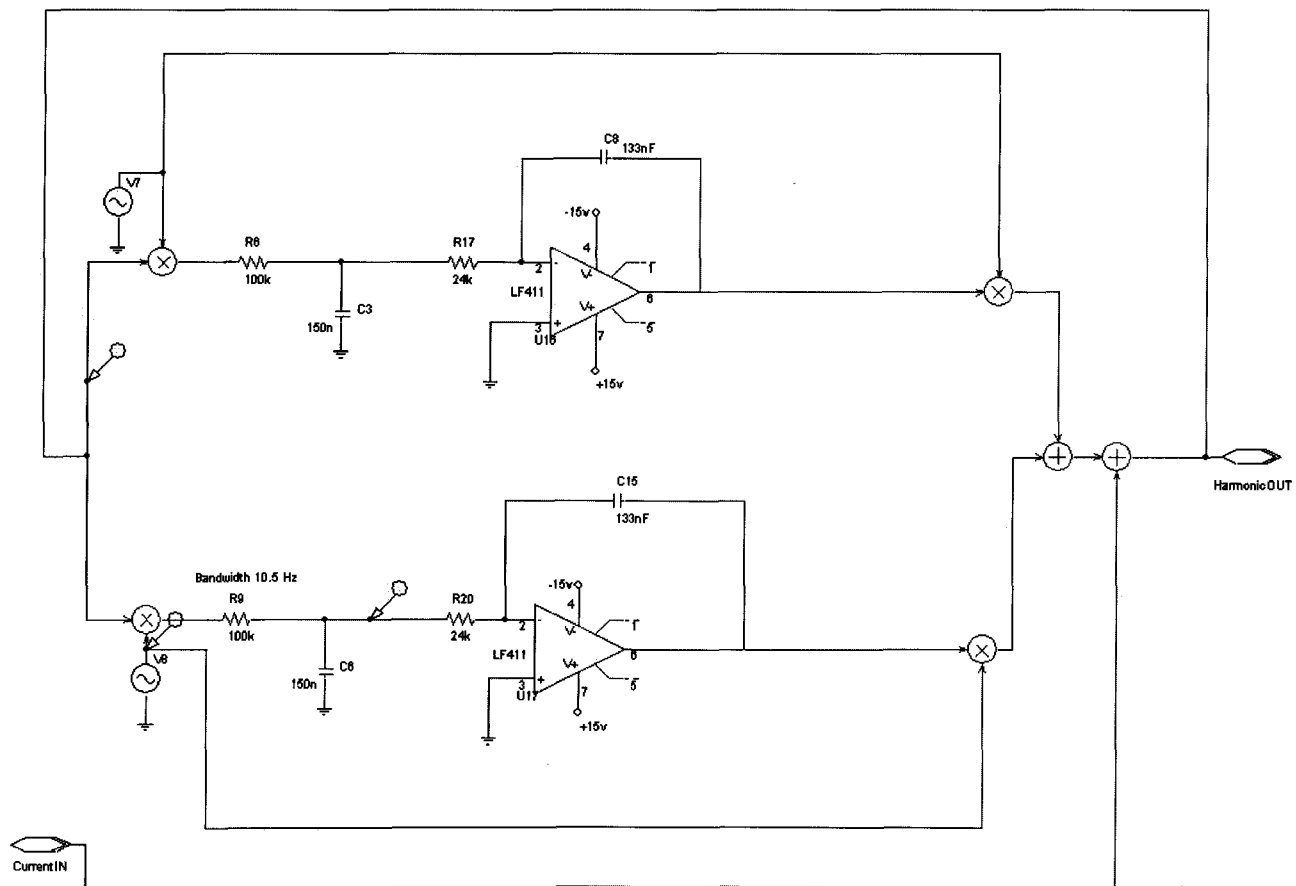 C8
133nF
V7
-15v
4
R6
R17
2
-
V-
1
100k
24k
LF411
6
C3
V+
5
150n
3
+
7
U16
+15v
C15
133nF
HarmonicOUT
Bandwidth 10.5 Hz
-15v
R9
R20
4
2
-
V-
1
100k
24k
V8
LF411
6
C6
V+
5
150n
3
+
7
U17
+15v
CurrentIN